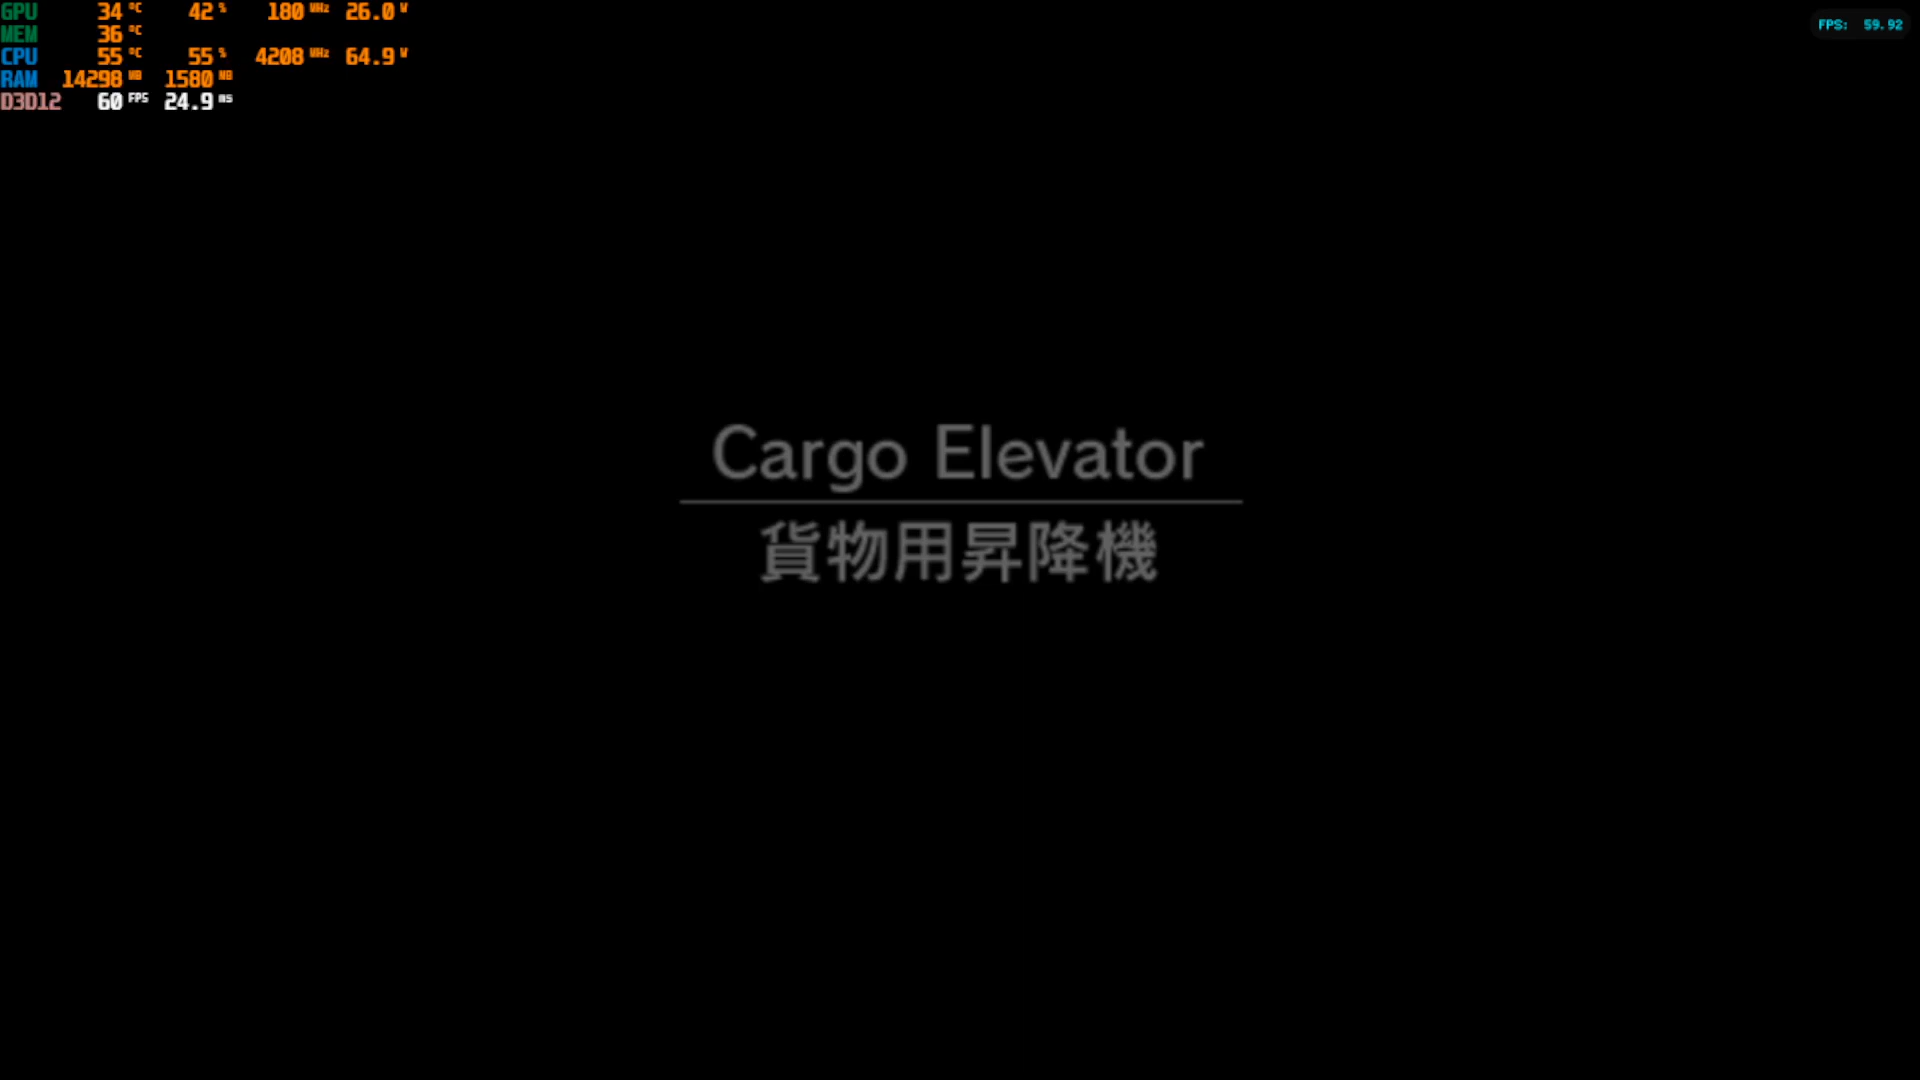 GPU 34 °C 42 % 180 MHz 26.0 W
MEM 36 °C
CPU 55 °C 55 % 4208 MHz 64.9 W
RAM 14298 MB 1580 MB
D3D12 60 FPS 24.9 ms
FPS: 59.92
Cargo Elevator
貨物用昇降機